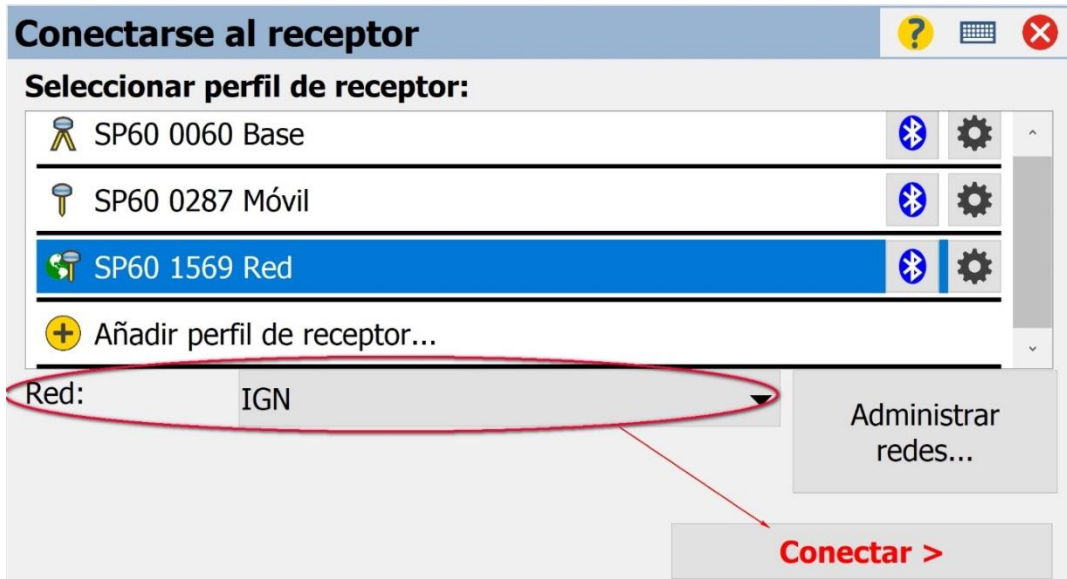 Conectarse al receptor
?
Seleccionar perfil de receptor:
SP60 0060 Base
SP60 0287 Móvil
SP60 1569 Red
Añadir perfil de receptor...
Red:
IGN
Administrar
redes...
Conectar >